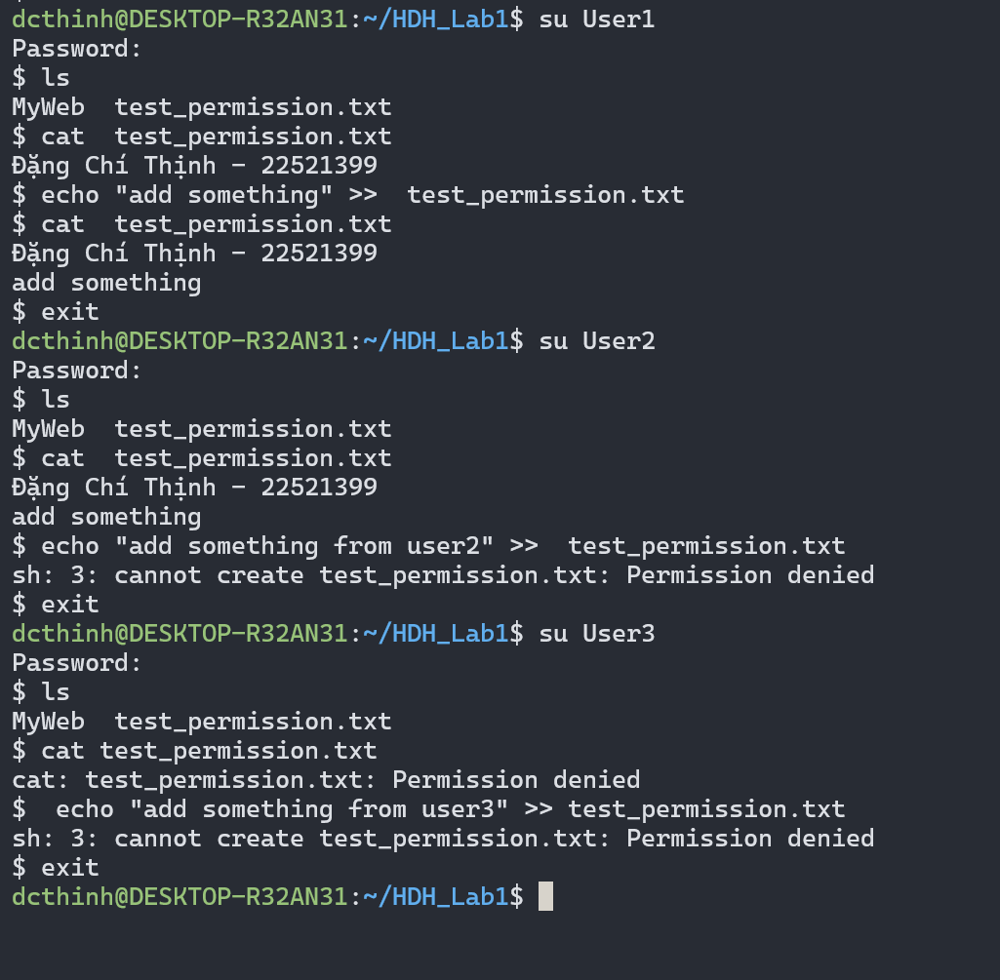 dcthinh@DESKTOP-R32AN31:~/HDH_Lab1$ su User1
Password:
$ ls
MyWeb  test_permission.txt
$ cat  test_permission.txt
Đặng Chí Thịnh - 22521399
$ echo "add something" >>  test_permission.txt
$ cat  test_permission.txt
Đặng Chí Thịnh - 22521399
add something
$ exit
dcthinh@DESKTOP-R32AN31:~/HDH_Lab1$ su User2
Password:
$ ls
MyWeb  test_permission.txt
$ cat  test_permission.txt
Đặng Chí Thịnh - 22521399
add something
$ echo "add something from user2" >>  test_permission.txt
sh: 3: cannot create test_permission.txt: Permission denied
$ exit
dcthinh@DESKTOP-R32AN31:~/HDH_Lab1$ su User3
Password:
$ ls
MyWeb  test_permission.txt
$ cat test_permission.txt
cat: test_permission.txt: Permission denied
$  echo "add something from user3" >> test_permission.txt
sh: 3: cannot create test_permission.txt: Permission denied
$ exit
dcthinh@DESKTOP-R32AN31:~/HDH_Lab1$